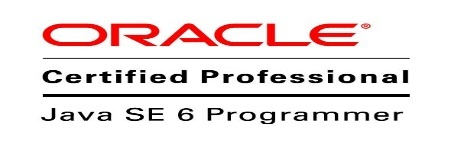 ORACLE®
Certified Professional
Java SE 6 Programmer